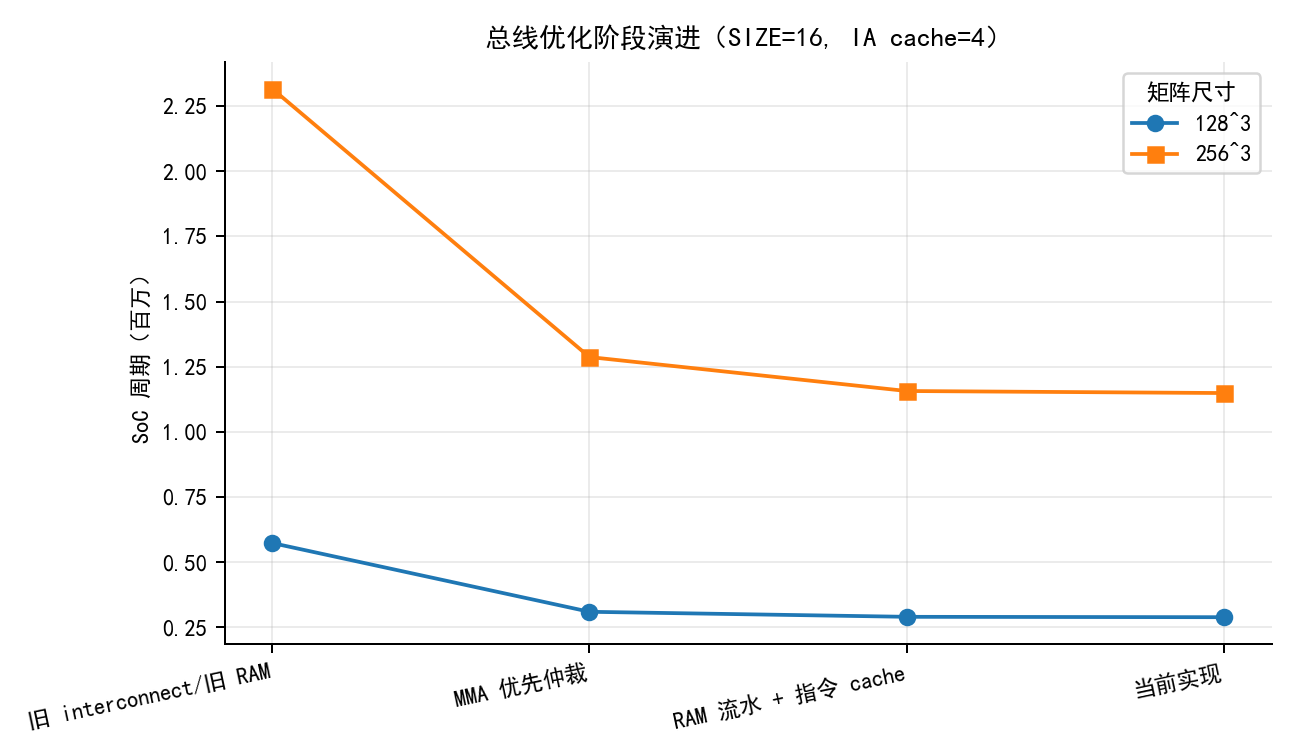 总线优化阶段演进（SIZE=16, IA cache=4）
矩阵尺寸
128^3
256^3
SoC 周期（百万）
2.25
2.00
1.75
1.50
1.25
1.00
0.75
0.50
0.25
旧 interconnect/旧 RAM
MMA 优先仲裁
RAM 流水 + 指令 cache
当前实现